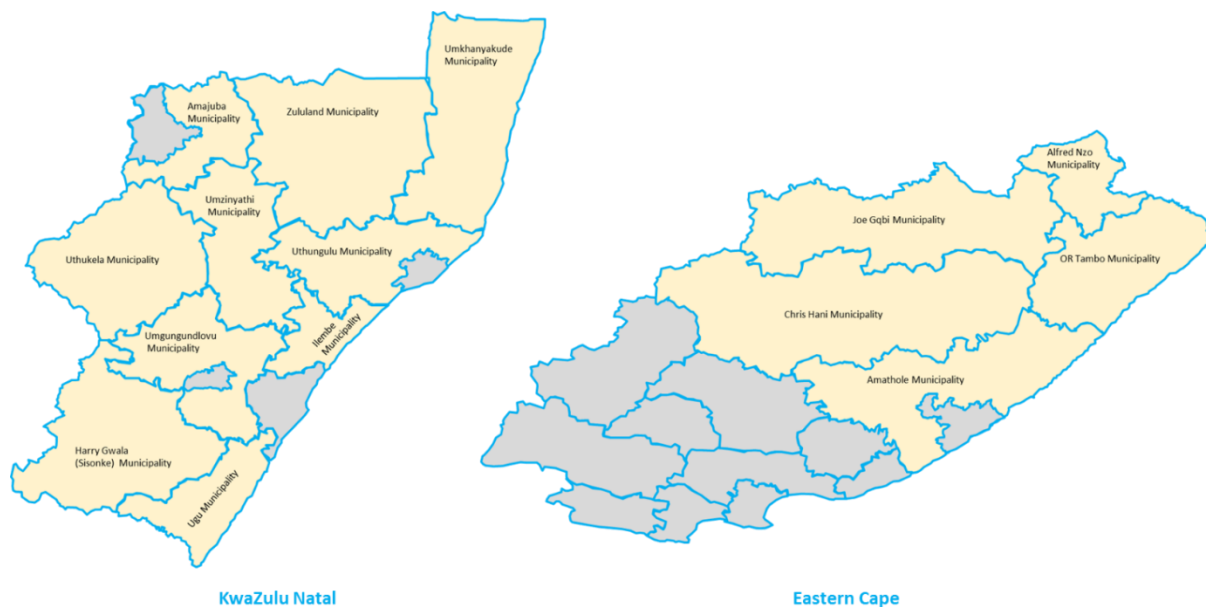 Umkhanyakude
Municipality
Amajuba
Municipality
Zululand Municipality
Umzinyathi
Municipality
Uthungulu Municipality
Uthukela Municipality
Umgungundlovu
Municipality
Ilembe
Municipality
Harry Gwala
(Sisonke) Municipality
Ugu Municipality
KwaZulu Natal
Alfred Nzo
Municipality
Joe Gqbi Municipality
OR Tambo Municipality
Chris Hani Municipality
Amathole Municipality
Eastern Cape